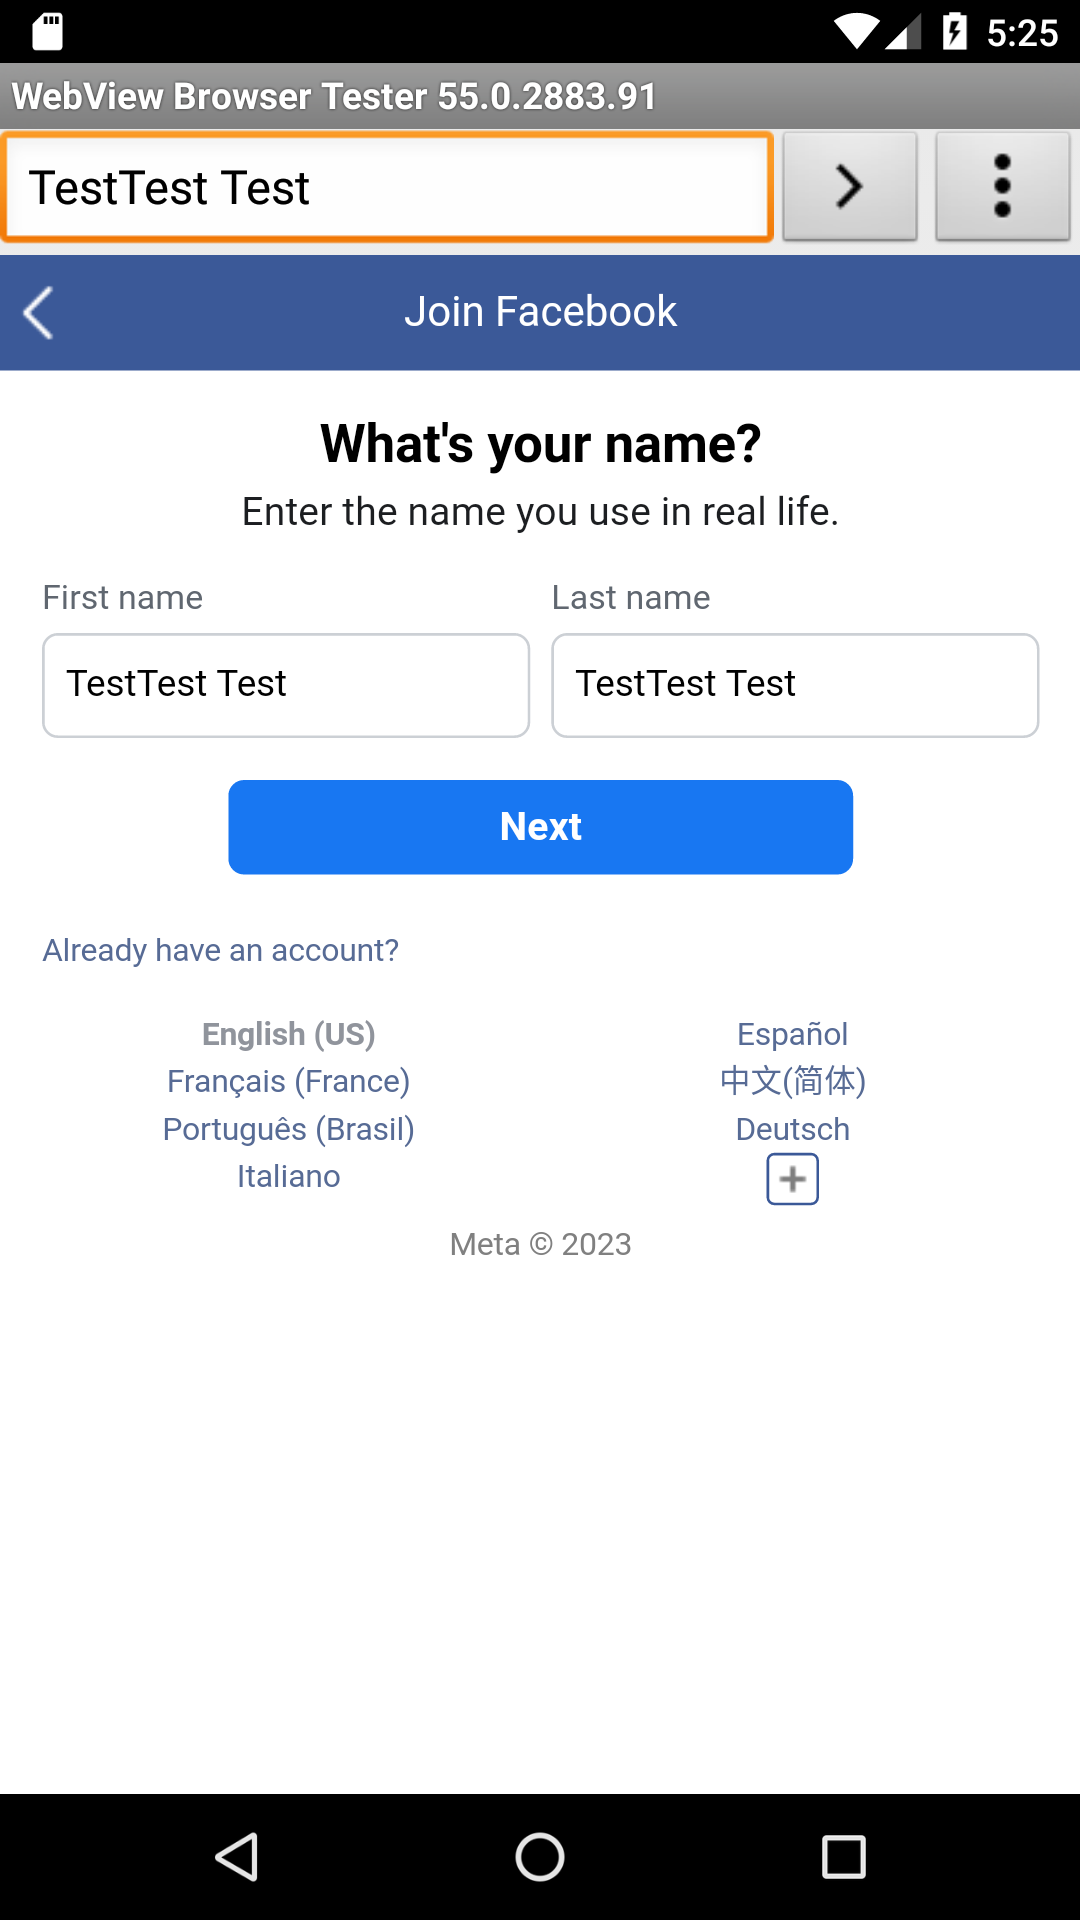 5:25
WebView Browser Tester 55.0.2883.91
TestTest Test
Join Facebook
What's your name?
Enter the name you use in real life.
First name
Last name
TestTest Test
TestTest Test
Next
Already have an account?
English (US)
Español
Français (France)
中文(简体)
Português (Brasil)
Deutsch
Italiano
Meta © 2023